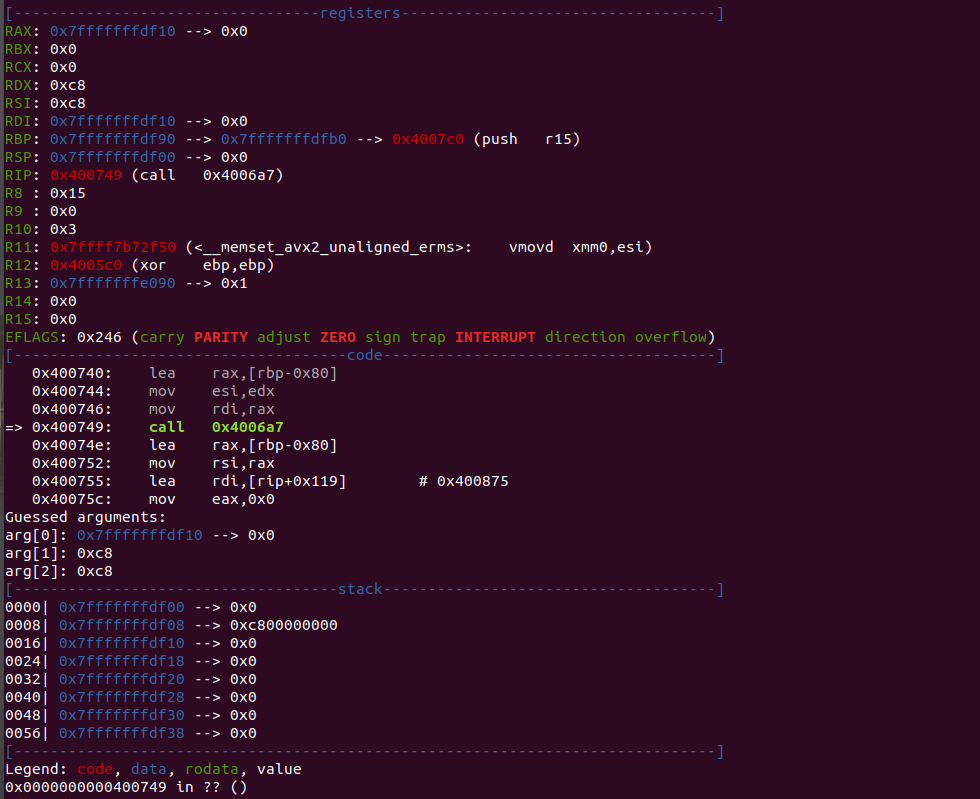 [----------------------------------registers-----------------------------------]
RAX: 0x7fffffffdf10 --> 0x0
RBX: 0x0
RCX: 0x0
RDX: 0xc8
RSI: 0xc8
RDI: 0x7fffffffdf10 --> 0x0
RBP: 0x7fffffffdf90 --> 0x7fffffffdfb0 --> 0x4007c0 (push   r15)
RSP: 0x7fffffffdf00 --> 0x0
RIP: 0x400749 (call   0x4006a7)
R8 : 0x15
R9 : 0x0
R10: 0x3
R11: 0x7ffff7b72f50 (<__memset_avx2_unaligned_erms>:    vmovd  xmm0,esi)
R12: 0x4005c0 (xor    ebp,ebp)
R13: 0x7fffffffe090 --> 0x1
R14: 0x0
R15: 0x0
EFLAGS: 0x246 (carry PARITY adjust ZERO sign trap INTERRUPT direction overflow)
[-------------------------------------code-------------------------------------]
   0x400740:    lea    rax,[rbp-0x80]
   0x400744:    mov    esi,edx
   0x400746:    mov    rdi,rax
=> 0x400749:    call   0x4006a7
   0x40074e:    lea    rax,[rbp-0x80]
   0x400752:    mov    rsi,rax
   0x400755:    lea    rdi,[rip+0x119]        # 0x400875
   0x40075c:    mov    eax,0x0
Guessed arguments:
arg[0]: 0x7fffffffdf10 --> 0x0
arg[1]: 0xc8
arg[2]: 0xc8
[------------------------------------stack-------------------------------------]
0000| 0x7fffffffdf00 --> 0x0
0008| 0x7fffffffdf08 --> 0xc800000000
0016| 0x7fffffffdf10 --> 0x0
0024| 0x7fffffffdf18 --> 0x0
0032| 0x7fffffffdf20 --> 0x0
0040| 0x7fffffffdf28 --> 0x0
0048| 0x7fffffffdf30 --> 0x0
0056| 0x7fffffffdf38 --> 0x0
[------------------------------------------------------------------------------]
Legend: code, data, rodata, value
0x0000000000400749 in ?? ()